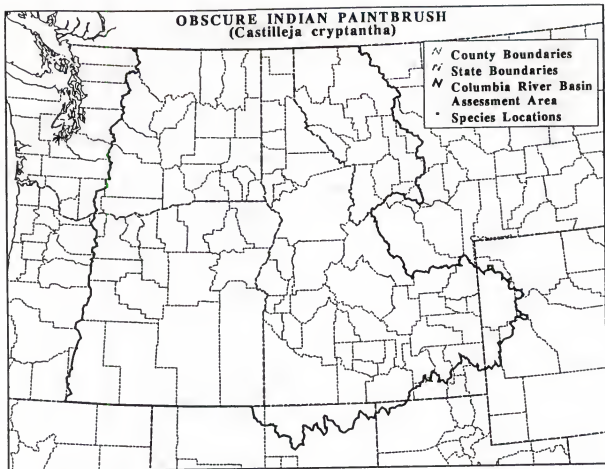 OBSCURE INDIAN PAINTBRUSH
(Castilleja cryptantha)
County Boundaries
State Boundaries
Columbia River Basin
Assessment Area
Species Locations